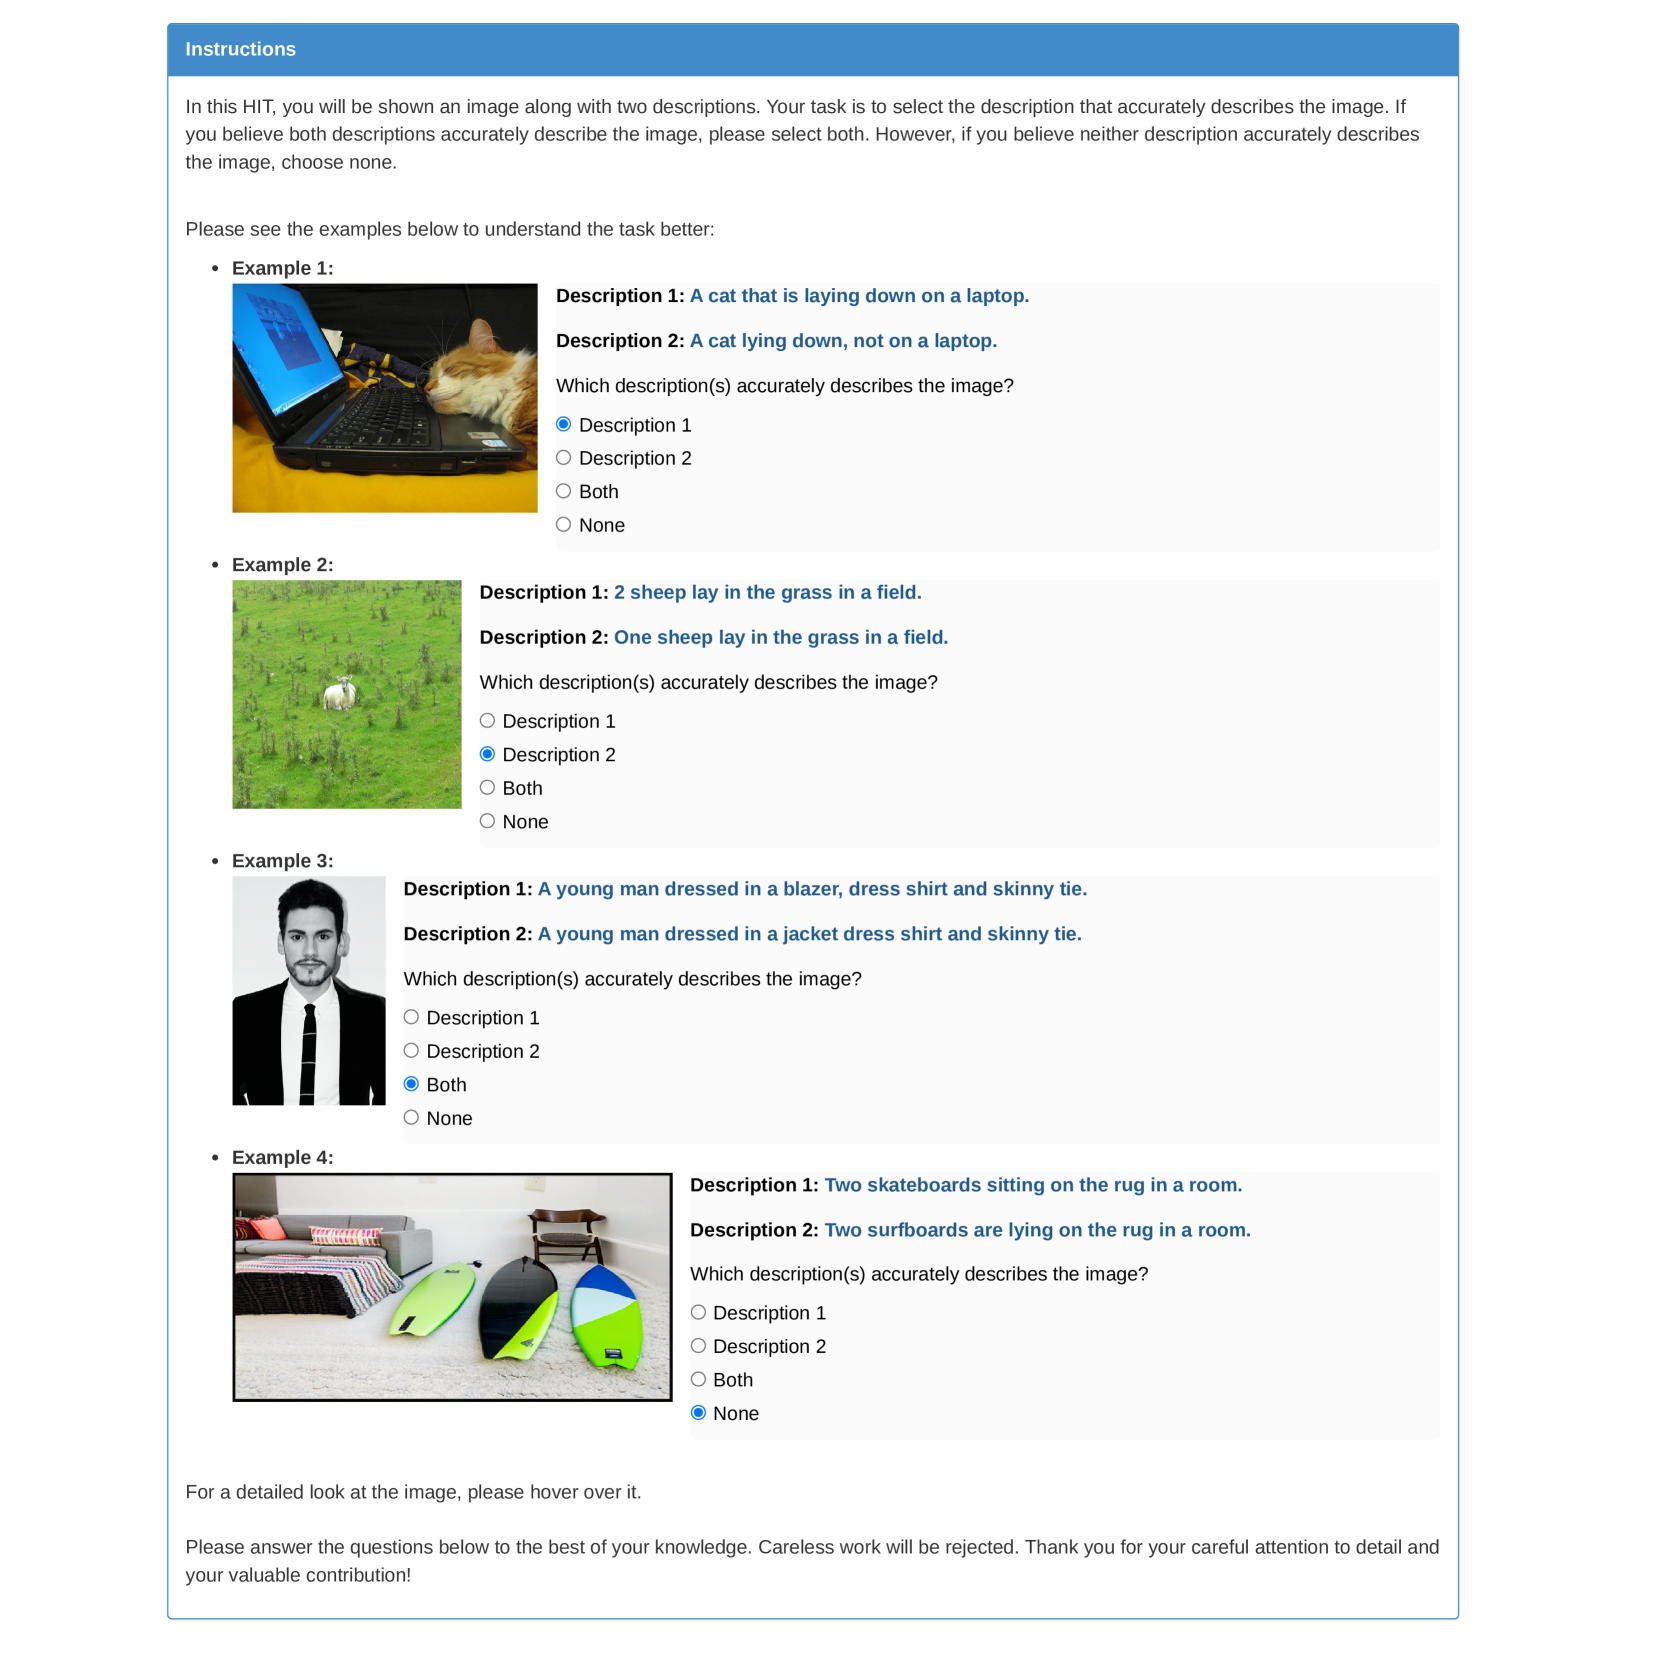 Instructions
In this HIT, you will be shown an image along with two descriptions. Your task is to select the description that accurately describes the image. If
you believe both descriptions accurately describe the image, please select both. However, if you believe neither description accurately describes
the image, choose none.
Please see the examples below to understand the task better:
• Example 1:
Description 1: A cat that is laying down on a laptop.
Description 2: A cat lying down, not on a laptop.
Which description(s) accurately describes the image?
Description 1
Description 2
Both
None
• Example 2:
Description 1: 2 sheep lay in the grass in a field.
Description 2: One sheep lay in the grass in a field.
Which description(s) accurately describes the image?
Description 1
Description 2
Both
None
• Example 3:
Description 1: A young man dressed in a blazer, dress shirt and skinny tie.
Description 2: A young man dressed in a jacket dress shirt and skinny tie.
Which description(s) accurately describes the image?
Description 1
Description 2
Both
None
• Example 4:
Description 1: Two skateboards sitting on the rug in a room.
Description 2: Two surfboards are lying on the rug in a room.
Which description(s) accurately describes the image?
Description 1
Description 2
Both
None
For a detailed look at the image, please hover over it.
Please answer the questions below to the best of your knowledge. Careless work will be rejected. Thank you for your careful attention to detail and
your valuable contribution!